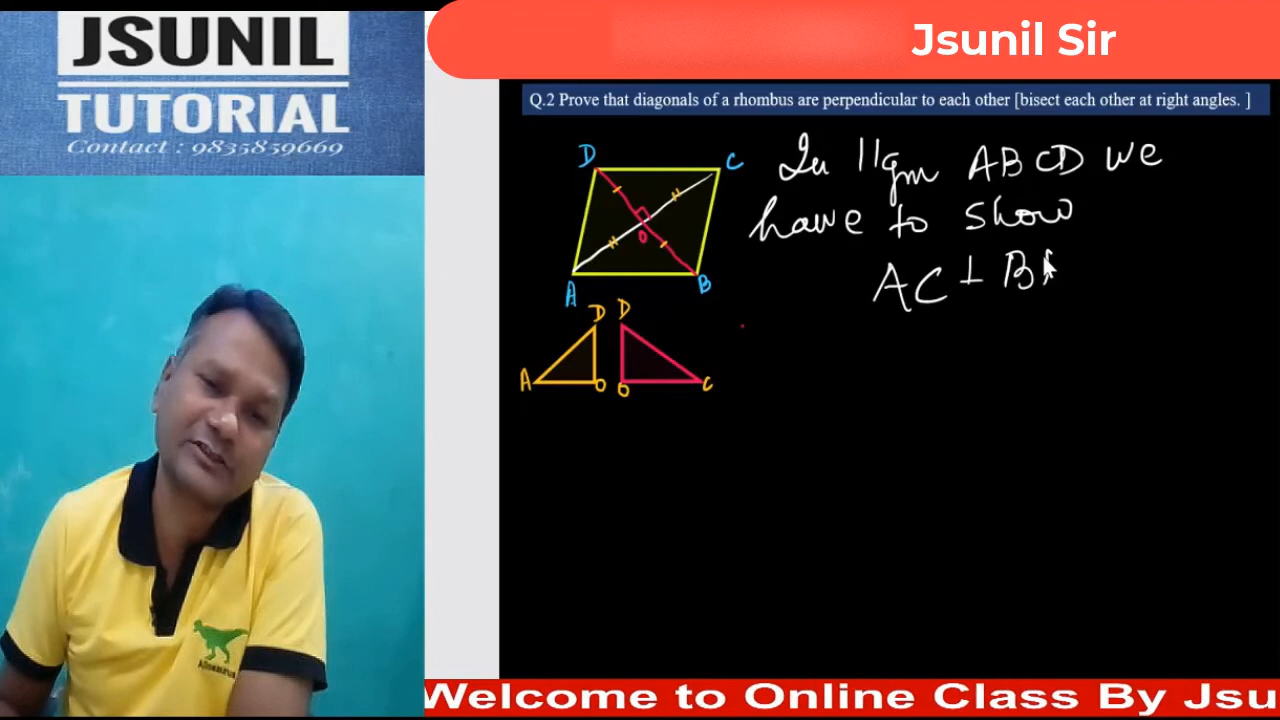 JSUNIL
TUTORIAL
Contact : 9835859669
Jsunil Sir
Q.2 Prove that diagonals of a rhombus are perpendicular to each other [bisect each other at right angles. ]
D
C
O
A
B
In ||gm ABCD we
have to show
AC ⊥ B
D
D
A
O
O
C
Allosaurus
Welcome to Online Class By Jsu